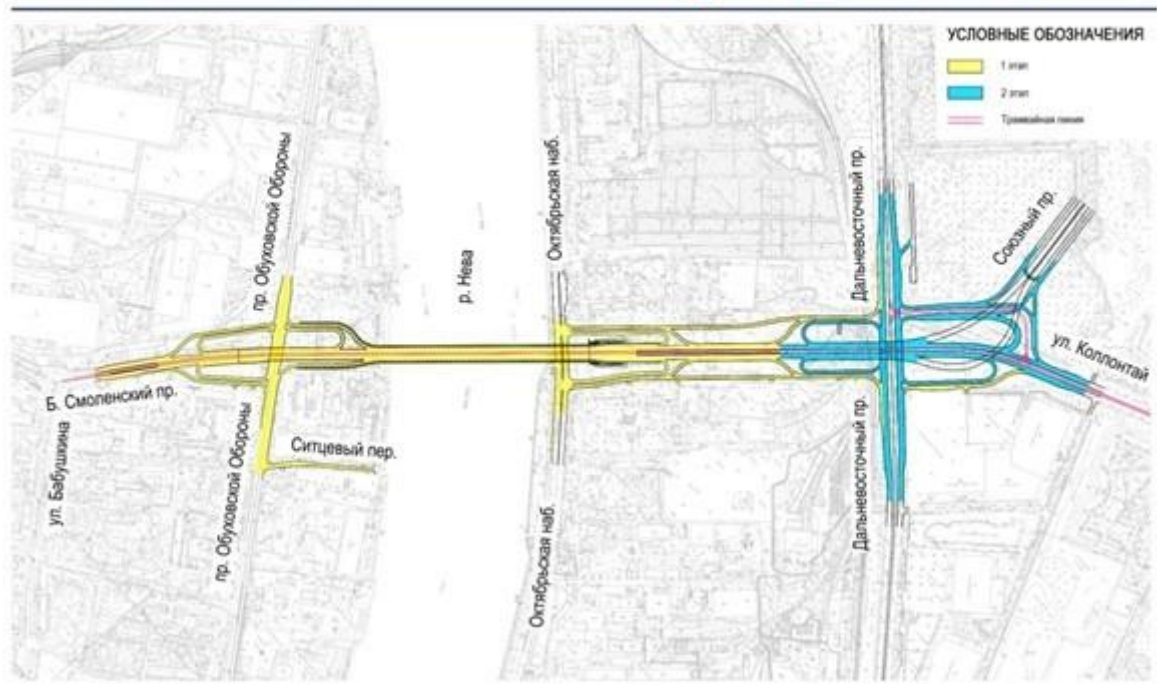 УСЛОВНЫЕ ОБОЗНАЧЕНИЯ
1 этап
2 этап
Трамвайная линия
пр. Обуховской Обороны
р. Нева
Октябрьская наб.
Дальневосточный пр.
Союзный пр.
ул. Коллонтай
Б. Смоленский пр.
Ситцевый пер.
ул. Бабушкина
пр. Обуховской Обороны
Октябрьская наб.
Дальневосточный пр.